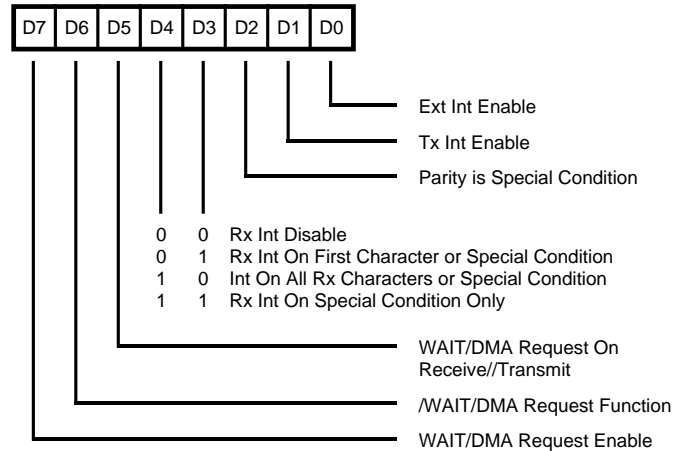 D7 D6 D5 D4 D3 D2 D1 D0
Ext Int Enable
Tx Int Enable
Parity is Special Condition
0 0 Rx Int Disable
0 1 Rx Int On First Character or Special Condition
1 0 Int On All Rx Characters or Special Condition
1 1 Rx Int On Special Condition Only
WAIT/DMA Request On
Receive//Transmit
/WAIT/DMA Request Function
WAIT/DMA Request Enable